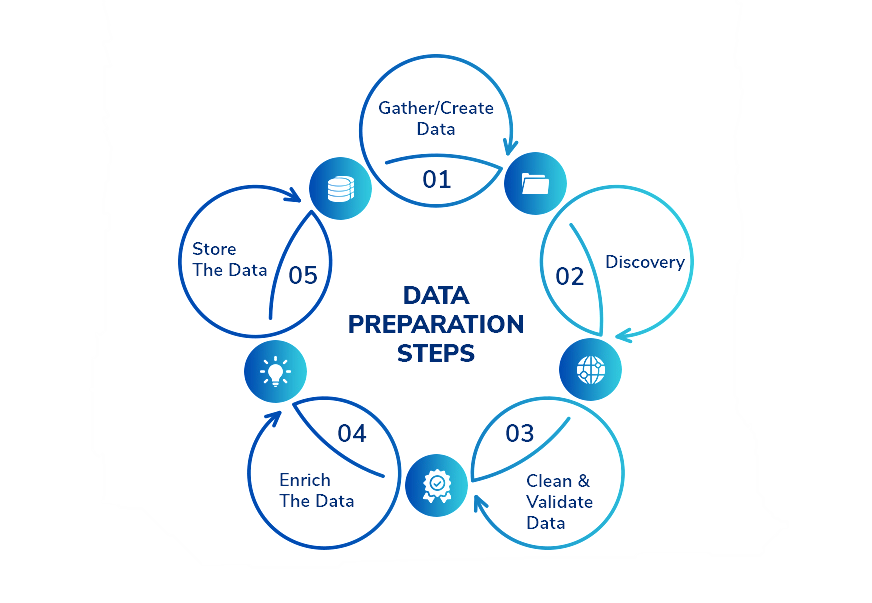 Gather/Create
Data
01
Discovery
02
03
Clean &
Validate
Data
04
Enrich
The Data
Store
The Data
05
DATA
PREPARATION
STEPS